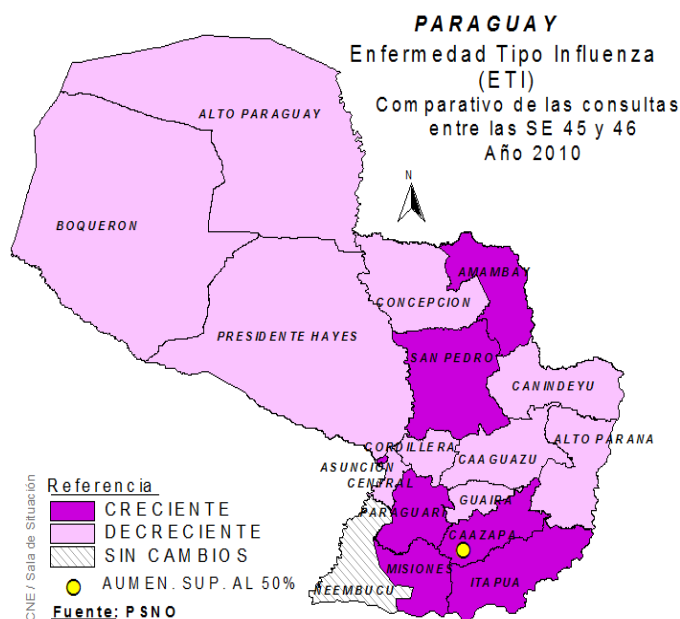 PARAGUAY
Enfermedad Tipo Influenza
(ETI)
Comparativo de las consultas
entre las SE 45 y 46
Año 2010
N
ALTO PARAGUAY
BOQUERON
AMAMBAY
CONCEPCION
PRESIDENTE HAYES
SAN PEDRO
CANINDEYU
CORDILLERA
ALTO PARANA
CAAGUAZU
ASUNCION
CENTRAL
GUAIRA
PARAGUARI
CAAZAPA
MISIONES
ITAPUA
NEEMBUCU
Referencia
CRECIENTE
DECRECIENTE
SIN CAMBIOS
AUMEN. SUP. AL 50%
Fuente: PSNO
CNE / Sala de Situación